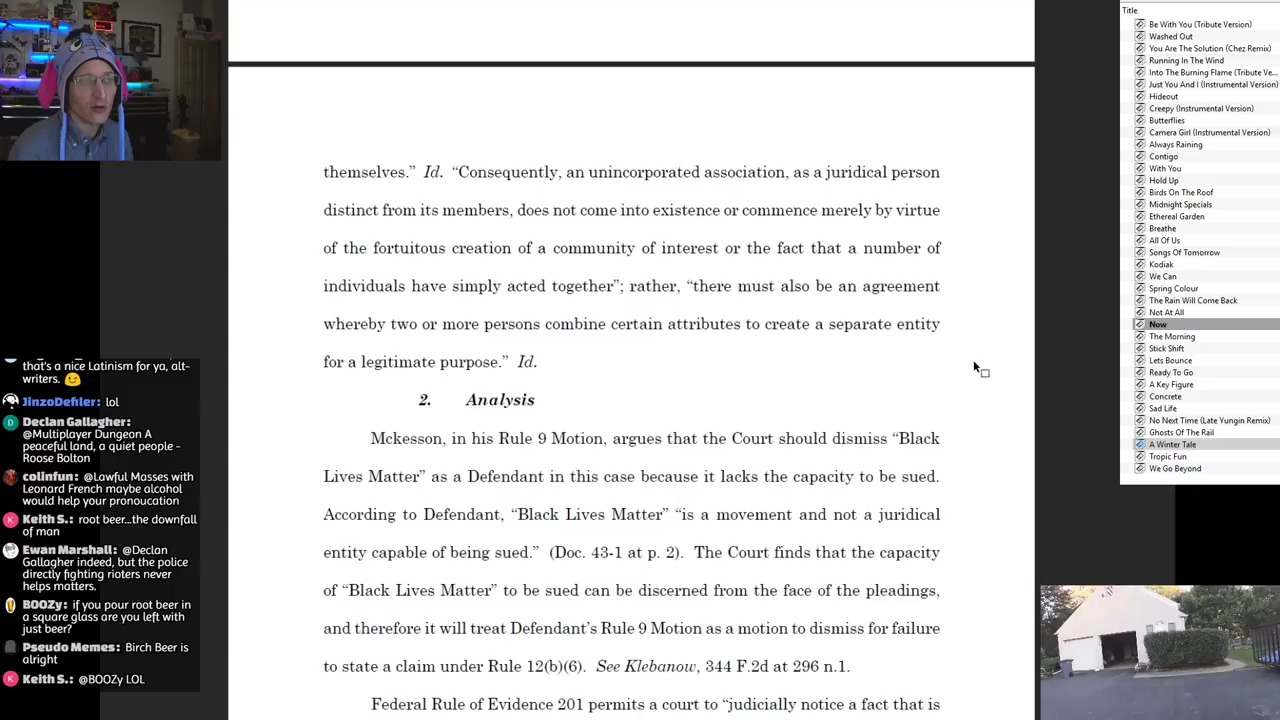 themselves.” Id. “Consequently, an unincorporated association, as a juridical person
distinct from its members, does not come into existence or commence merely by virtue
of the fortuitous creation of a community of interest or the fact that a number of
individuals have simply acted together”; rather, “there must also be an agreement
whereby two or more persons combine certain attributes to create a separate entity
for a legitimate purpose.” Id.
2. Analysis
Mckesson, in his Rule 9 Motion, argues that the Court should dismiss “Black
Lives Matter” as a Defendant in this case because it lacks the capacity to be sued.
According to Defendant, “Black Lives Matter” “is a movement and not a juridical
entity capable of being sued.” (Doc. 43-1 at p. 2). The Court finds that the capacity
of “Black Lives Matter” to be sued can be discerned from the face of the pleadings,
and therefore it will treat Defendant’s Rule 9 Motion as a motion to dismiss for failure
to state a claim under Rule 12(b)(6). See Klebanow, 344 F.2d at 296 n.1.
Federal Rule of Evidence 201 permits a court to “judicially notice a fact that is
that's a nice Latinism for ya, alt-
writers. 😉
JinzoDefiler: lol
Declan Gallagher:
@Multiplayer Dungeon A
peaceful land, a quiet people -
Roose Bolton
colinfun: @Lawful Masses with
Leonard French maybe alcohol
would help your pronoucation
Keith S.: root beer...the downfall
of man
Ewan Marshall: @Declan
Gallagher indeed, but the police
directly fighting rioters never
helps matters.
BOOZy: if you pour root beer in
a square glass are you left with
just beer?
Pseudo Memes: Birch Beer is
alright
Keith S.: @BOOZy LOL
Title
Be With You (Tribute Version)
Washed Out
You Are The Solution (Chez Remix)
Running In The Wind
Into The Burning Flame (Tribute Ve...
Just You And I (Instrumental Version)
Hideout
Creepy (Instrumental Version)
Butterflies
Camera Girl (Instrumental Version)
Always Raining
Contigo
With You
Hold Up
Birds On The Roof
Midnight Specials
Ethereal Garden
Breathe
All Of Us
Songs Of Tomorrow
Kodiak
We Can
Spring Colour
The Rain Will Come Back
Not At All
Now
The Morning
Stick Shift
Lets Bounce
Ready To Go
A Key Figure
Concrete
Sad Life
No Next Time (Late Yungin Remix)
Ghosts Of The Rail
A Winter Tale
Tropic Fun
We Go Beyond